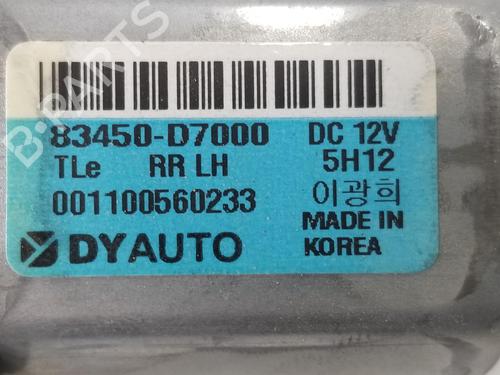 B-PARTS
83450-D7000 DC 12V
TLe RR LH 5H12
001100560233 이광희
DYAUTO MADE IN
KOREA